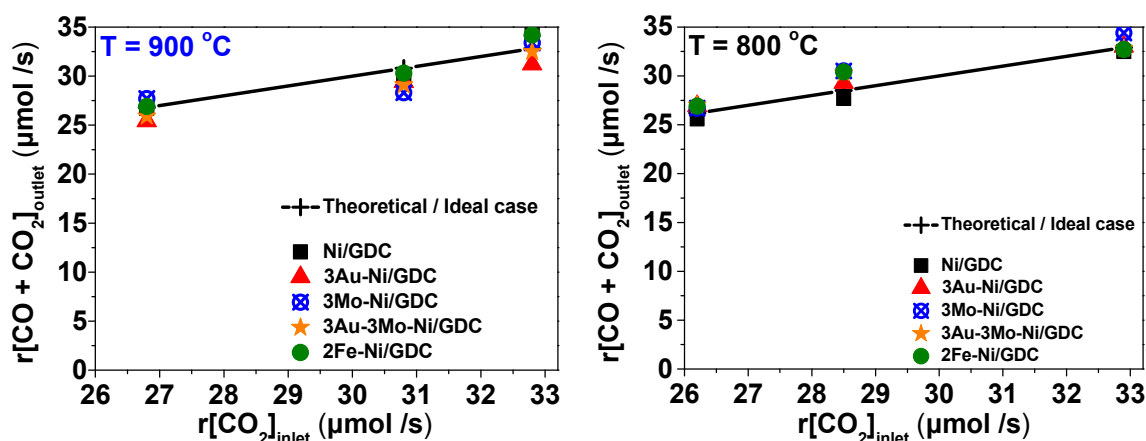 T = 900 °C
r[CO + CO₂]outlet (μmol /s)
35
30
25
20
15
10
5
0
Theoretical / Ideal case
Ni/GDC
3Au-Ni/GDC
3Mo-Ni/GDC
3Au-3Mo-Ni/GDC
2Fe-Ni/GDC
26 27 28 29 30 31 32 33
r[CO₂]inlet (μmol /s)
T = 800 °C
r[CO + CO₂]outlet (μmol /s)
35
30
25
20
15
10
5
0
Theoretical / Ideal case
Ni/GDC
3Au-Ni/GDC
3Mo-Ni/GDC
3Au-3Mo-Ni/GDC
2Fe-Ni/GDC
26 27 28 29 30 31 32 33
r[CO₂]inlet (μmol /s)